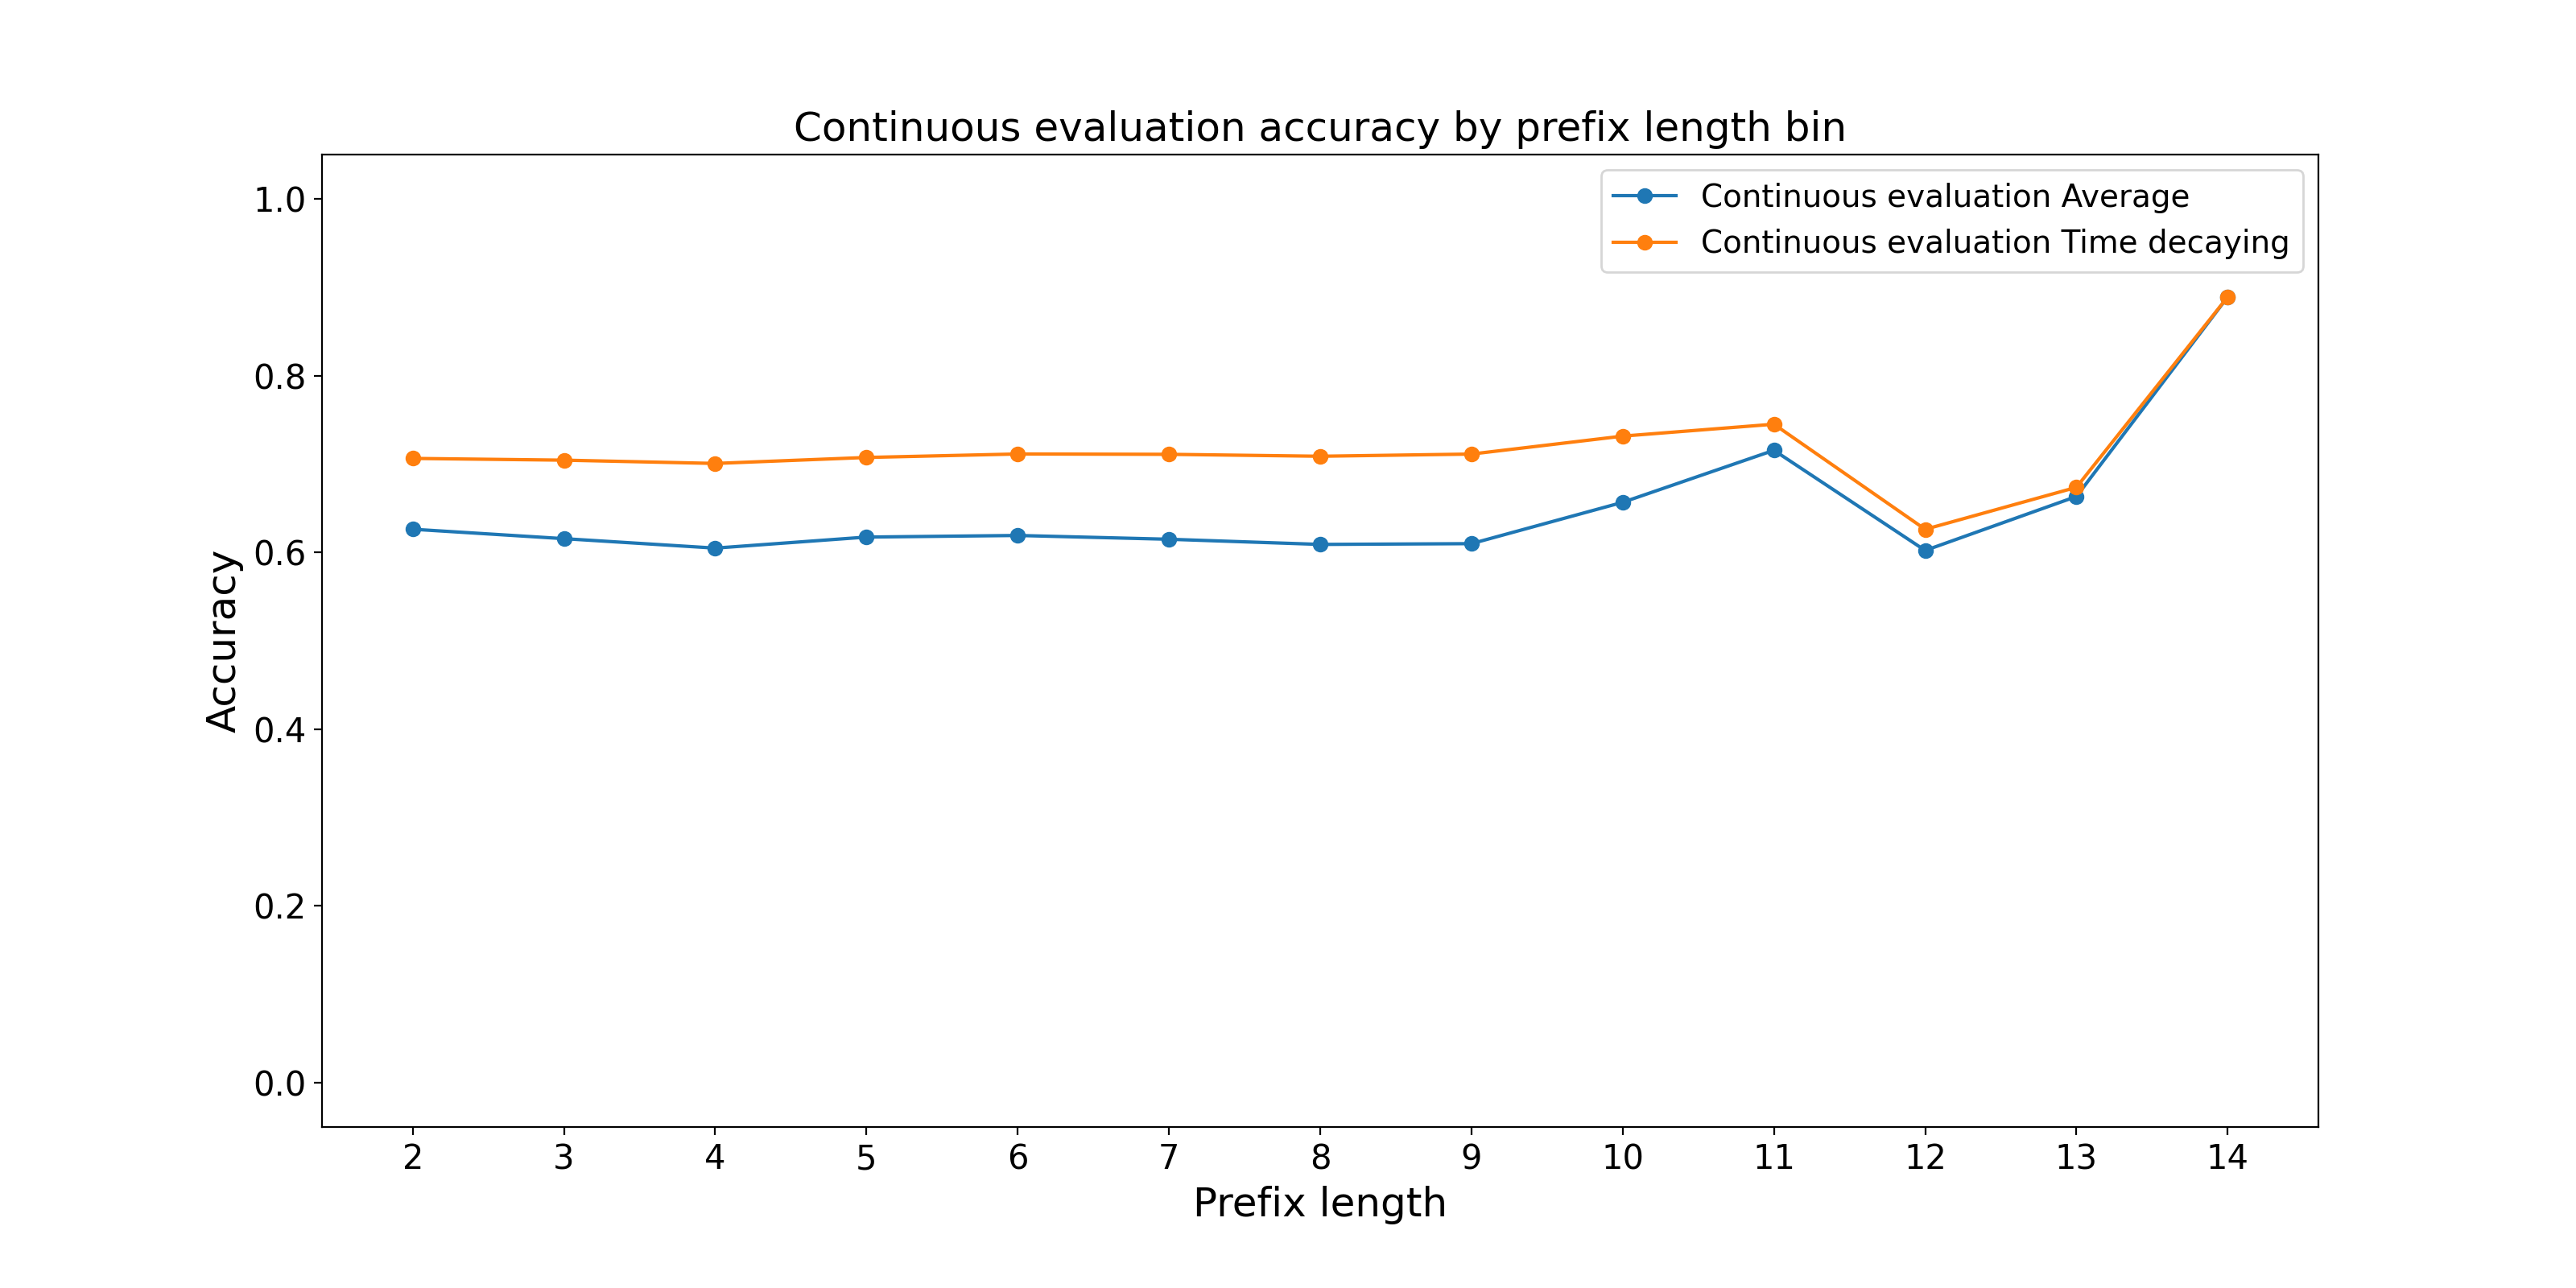 Continuous evaluation accuracy by prefix length bin
Continuous evaluation Average
Continuous evaluation Time decaying
Accuracy
1.0
0.8
0.6
0.4
0.2
0.0
2 3 4 5 6 7 8 9 10 11 12 13 14
Prefix length